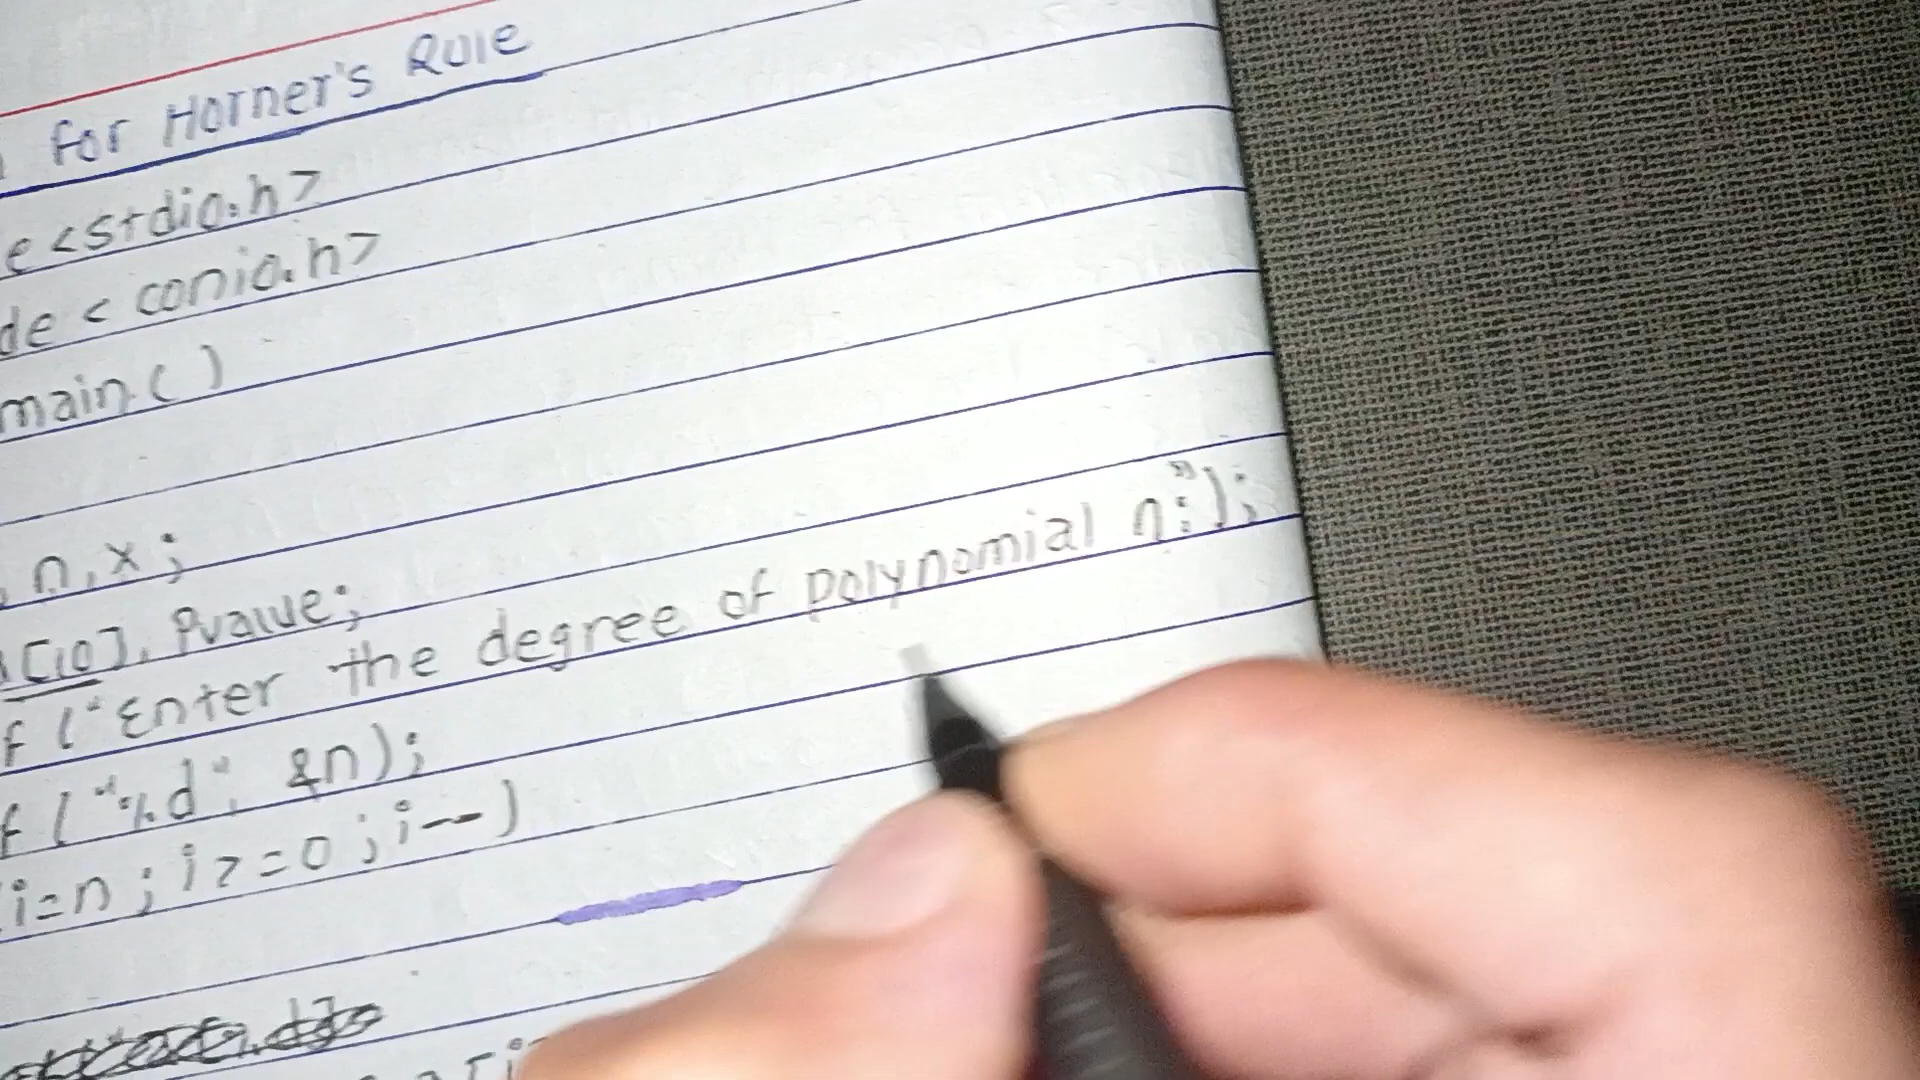 for Horner's Rule
e <stdio.h>
de < conio.h>
main ( )
n, x ;
[10], Pvalue;
f ( "Enter the degree of polynomial n:");
f ( "%d", &n);
i=n ; i>=0 ; i--)